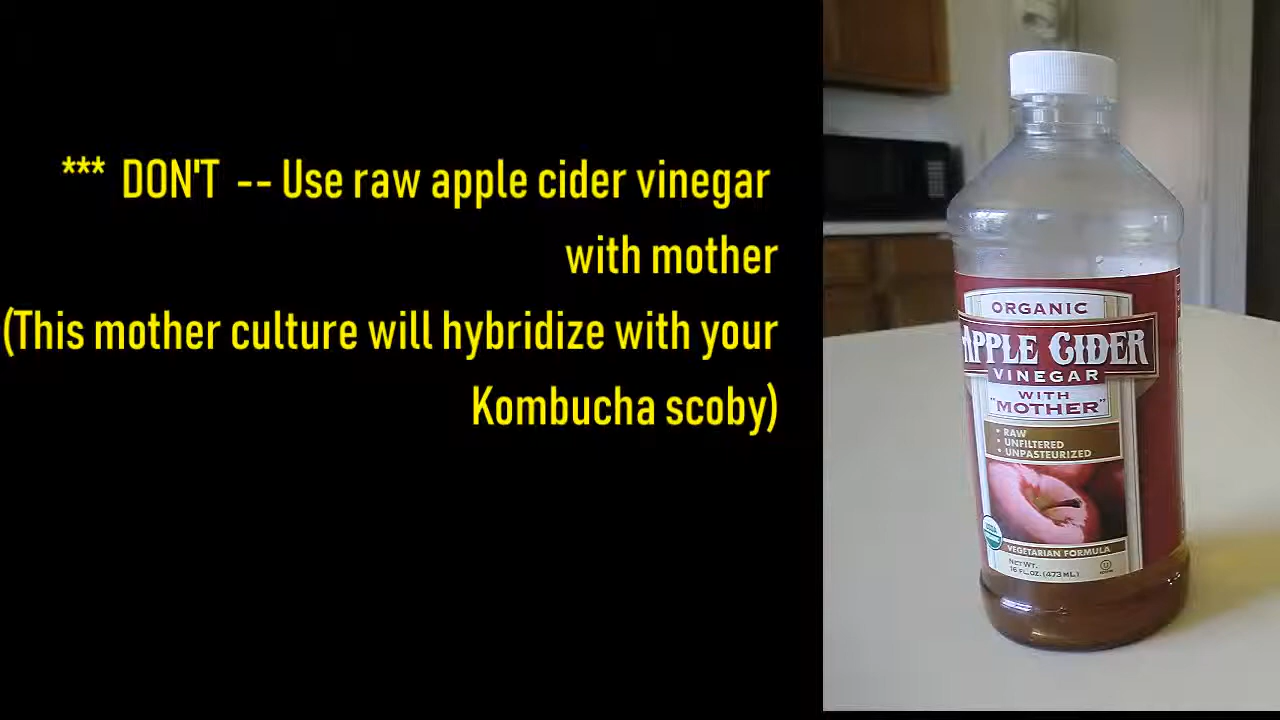 *** DON'T -- Use raw apple cider vinegar
with mother
(This mother culture will hybridize with your
Kombucha scoby)
ORGANIC
APPLE CIDER
VINEGAR
WITH
"MOTHER"
• RAW
• UNFILTERED
• UNPASTEURIZED
USDA
VEGETARIAN FORMULA
NET WT.
16 FL. OZ. (473 ML)